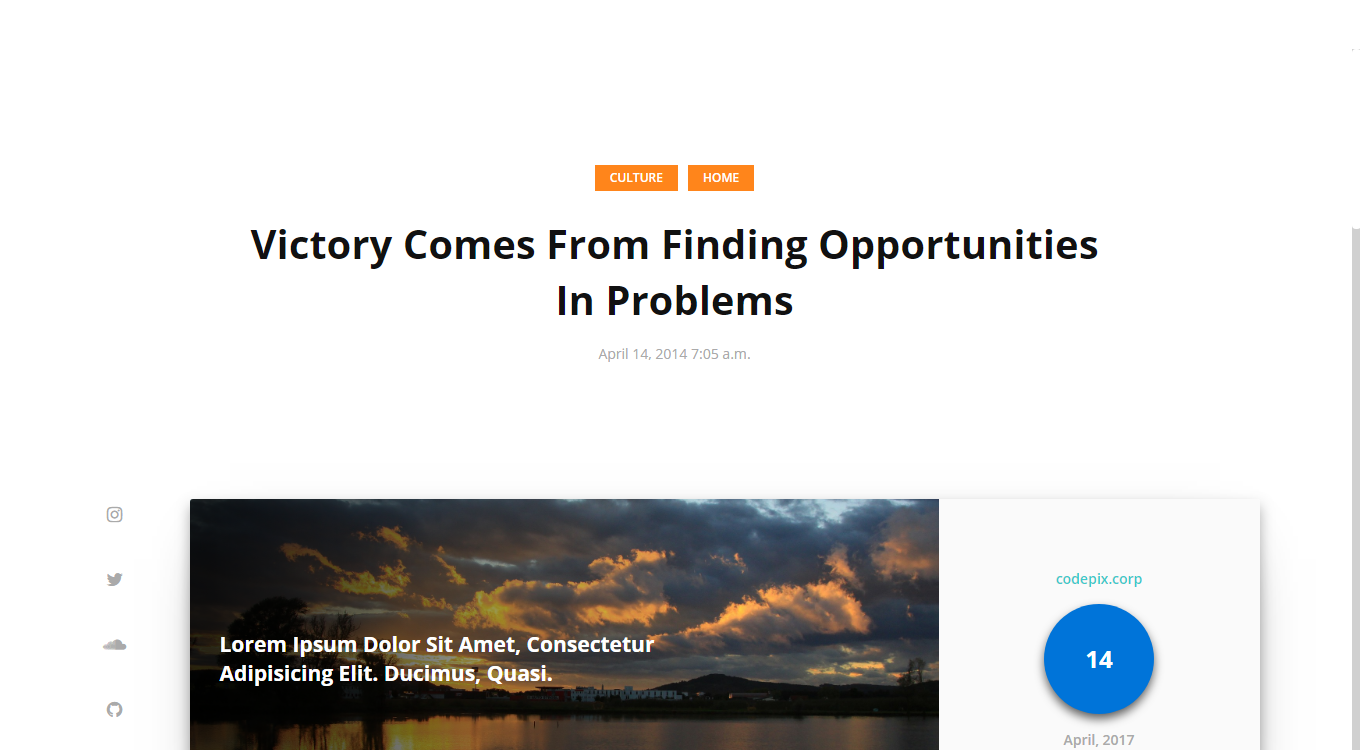 CULTURE HOME
Victory Comes From Finding Opportunities
In Problems
April 14, 2014 7:05 a.m.
codepix.corp
Lorem Ipsum Dolor Sit Amet, Consectetur
Adipisicing Elit. Ducimus, Quasi.
14
April, 2017